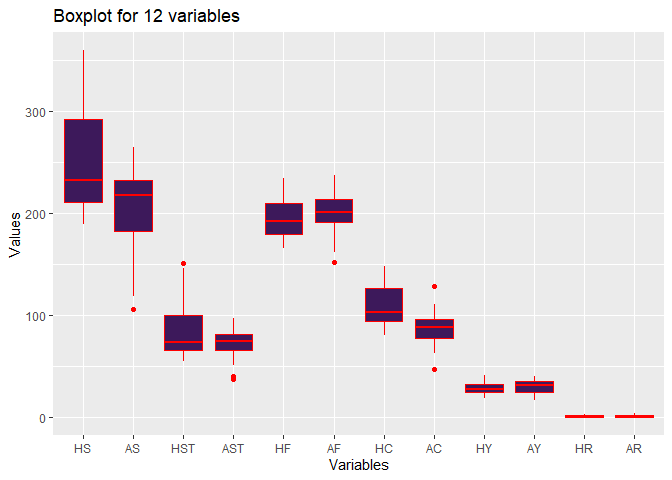 Boxplot for 12 variables
Values
300
200
100
0
HS AS HST AST HF AF HC AC HY AY HR AR
Variables